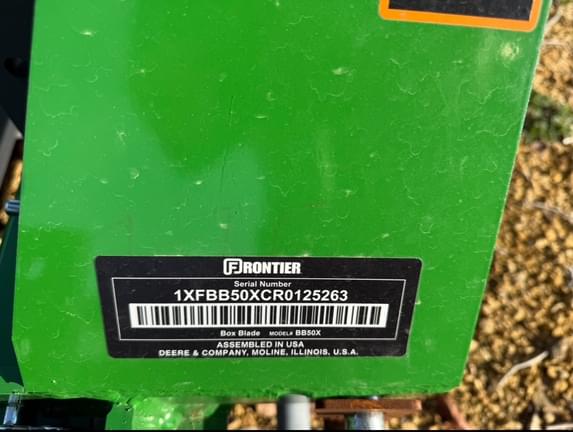 FRONTIER
Serial Number
1XFBB50XCR0125263
Box Blade MODEL# BB50X
ASSEMBLED IN USA
DEERE & COMPANY, MOLINE, ILLINOIS, U.S.A.